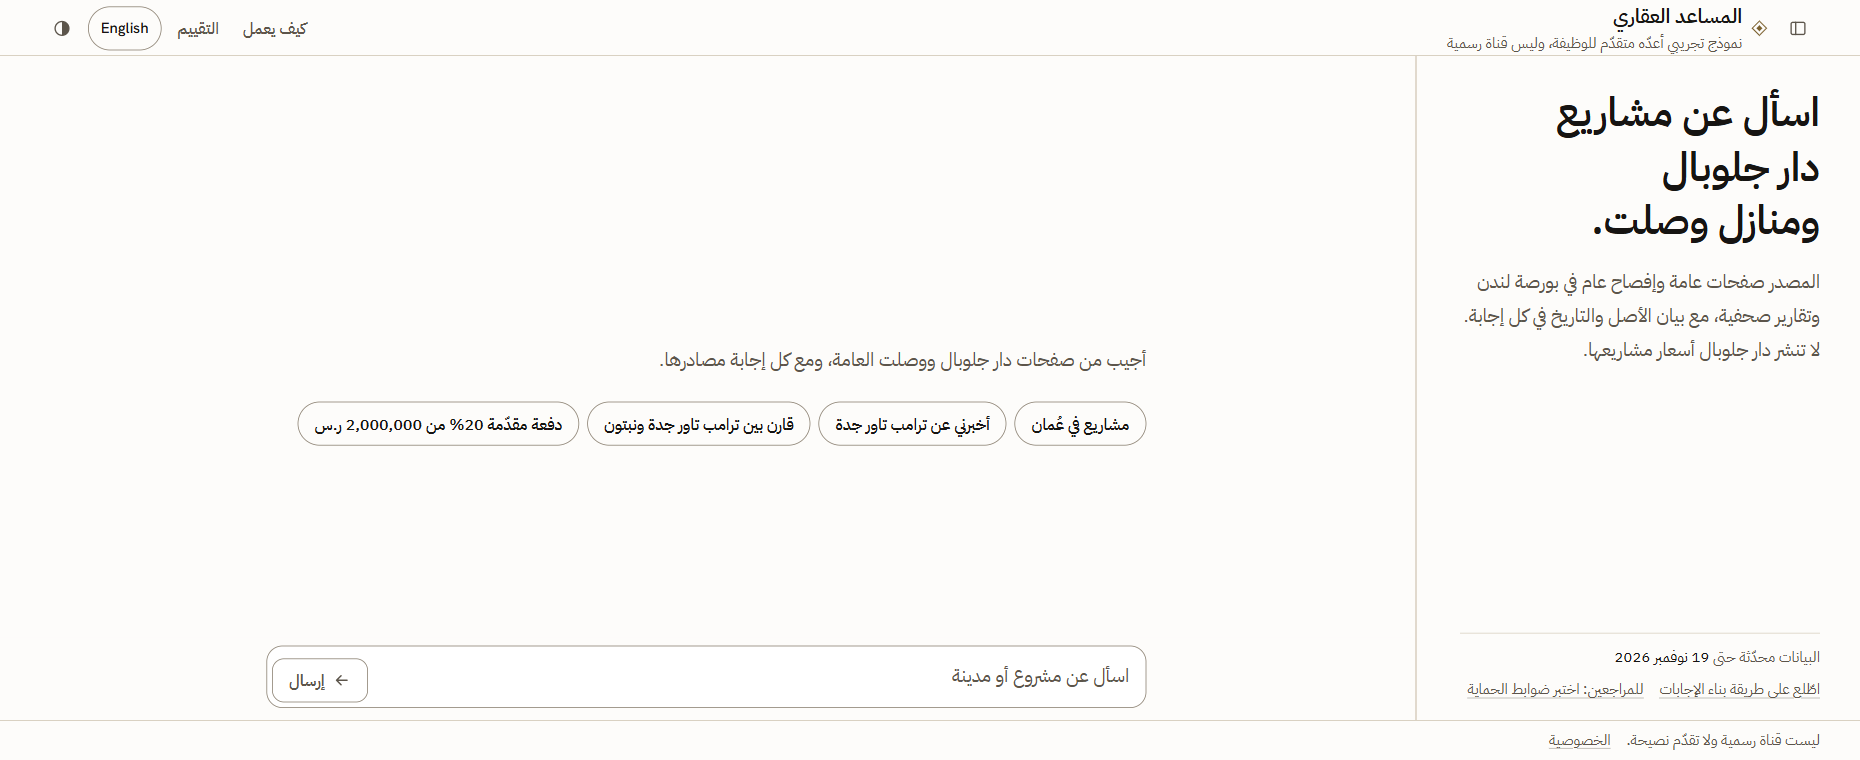 المساعد العقاري
نموذج تجريبي أعدّه متقدّم للوظيفة، وليس قناة رسمية
كيف يعمل
التقييم
English
اسأل عن مشاريع
دار جلوبال
ومنازل وصلت.
المصدر صفحات عامة وإفصاح عام في بورصة لندن
وتقارير صحفية، مع بيان الأصل والتاريخ في كل إجابة.
لا تنشر دار جلوبال أسعار مشاريعها.
البيانات محدّثة حتى 19 نوفمبر 2026
اطّلع على طريقة بناء الإجابات
للمراجعين: اختبر ضوابط الحماية
أجيب من صفحات دار جلوبال ووصلت العامة، ومع كل إجابة مصادرها.
مشاريع في عُمان
أخبرني عن ترامب تاور جدة
قارن بين ترامب تاور جدة ونبتون
دفعة مقدّمة 20% من 2,000,000 ر.س
اسأل عن مشروع أو مدينة
← إرسال
ليست قناة رسمية ولا تقدّم نصيحة.
الخصوصية